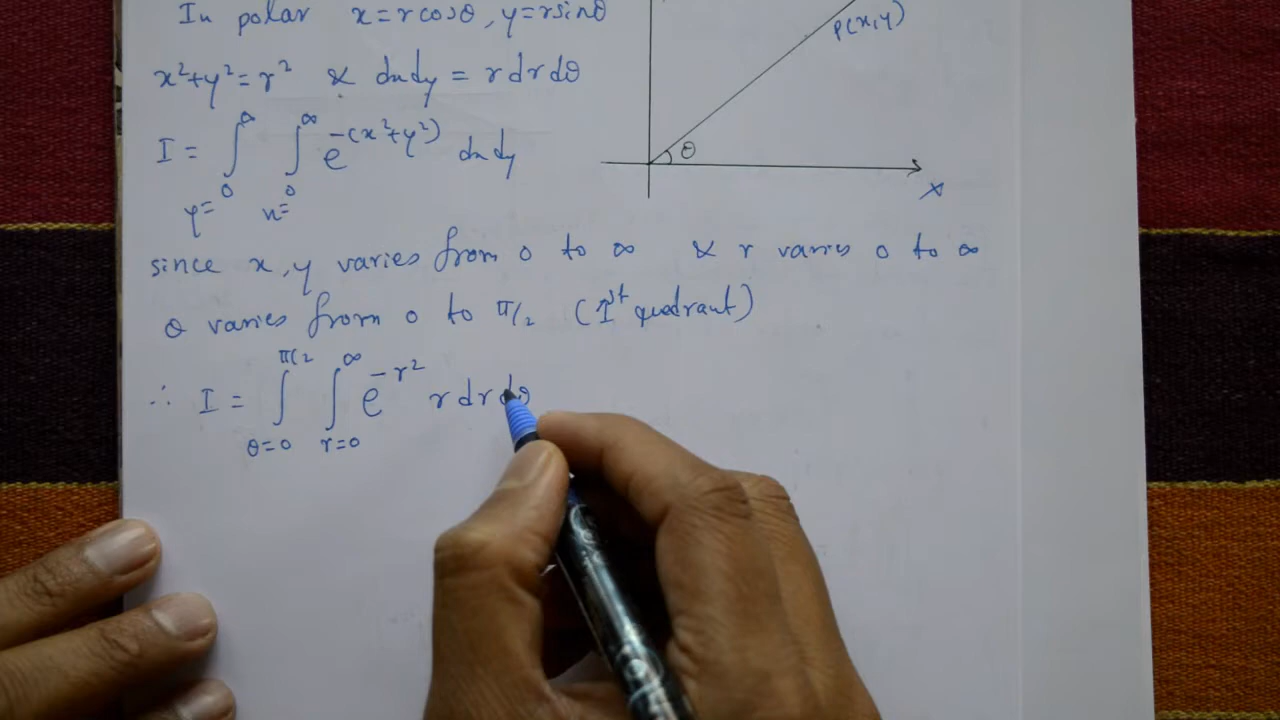 In polar x = r cosθ, y = r sinθ
P(x,y)
x²+y²=r² & dxdy = r dr dθ
I = ∫_{y=0}^{∞} ∫_{x=0}^{∞} e^{-(x²+y²)} dxdy
θ
X
since x,y varies from 0 to ∞ & r varies 0 to ∞
θ varies from 0 to π/2 (Iˢᵗ quadrant)
∴ I = ∫_{θ=0}^{π/2} ∫_{r=0}^{∞} e^{-r²} r dr dθ